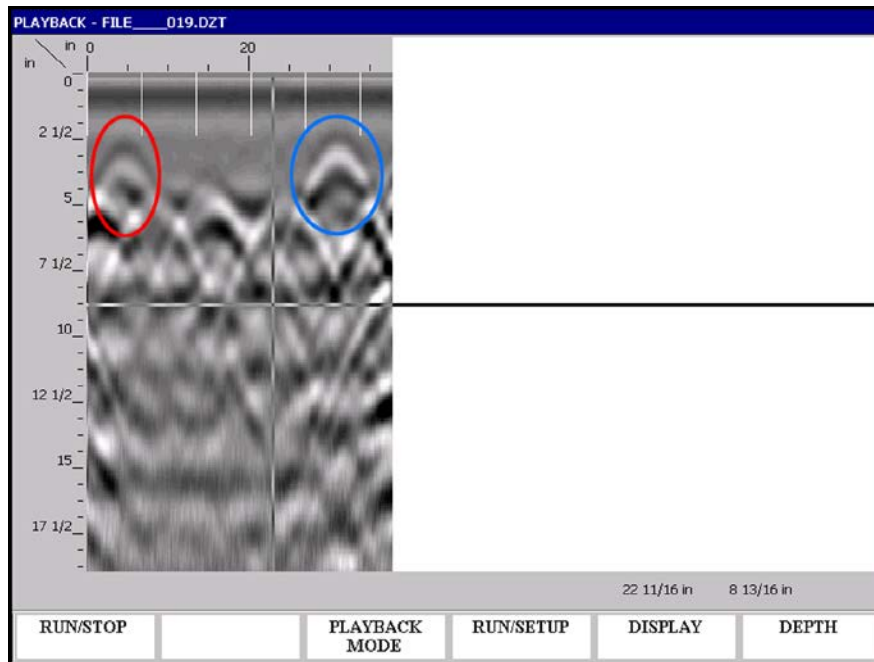 PLAYBACK - FILE____019.DZT
in 0 20
in
0
2 1/2
5
7 1/2
10
12 1/2
15
17 1/2
22 11/16 in 8 13/16 in
RUN/STOP PLAYBACK MODE RUN/SETUP DISPLAY DEPTH